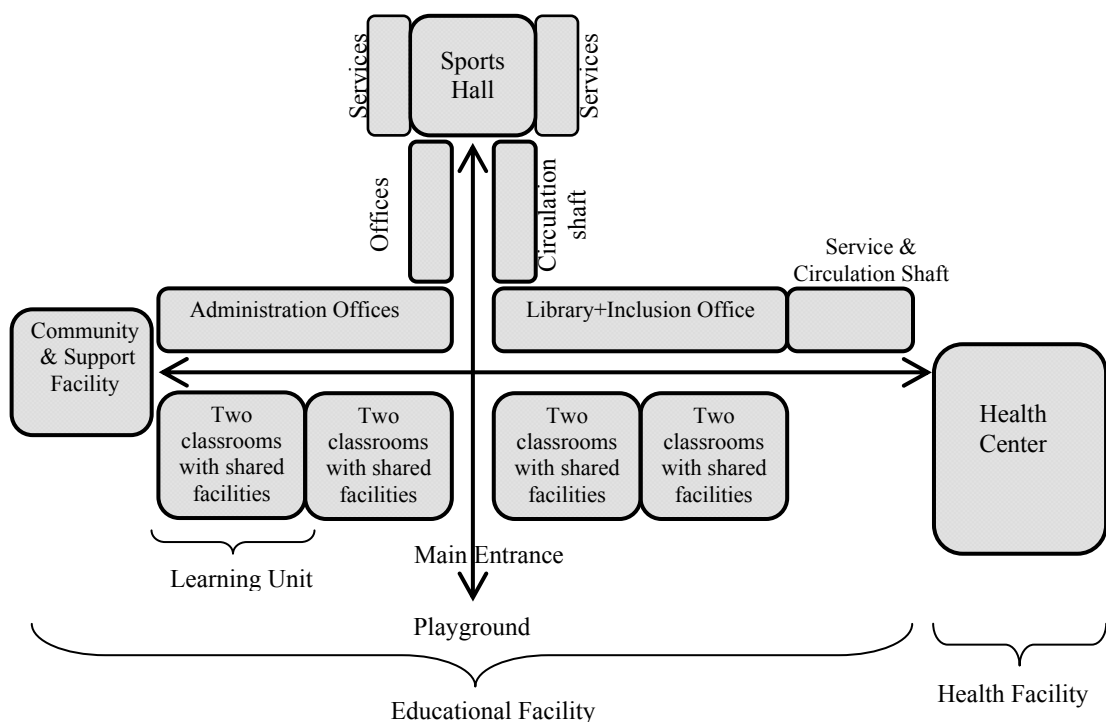 Services
Sports
Hall
Services
Offices
Circulation
shaft
Service &
Circulation Shaft
Administration Offices
Library+Inclusion Office
Community
& Support
Facility
Health
Center
Two
classrooms
with shared
facilities
Two
classrooms
with shared
facilities
Two
classrooms
with shared
facilities
Two
classrooms
with shared
facilities
Main Entrance
Learning Unit
Playground
Educational Facility
Health Facility